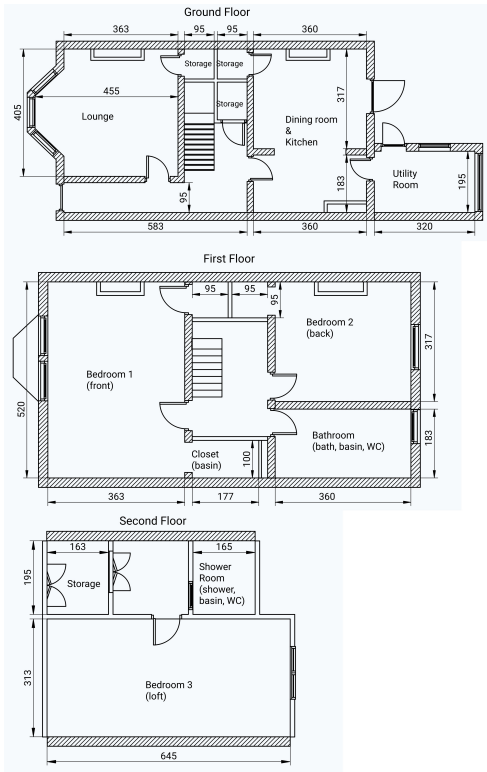 Ground Floor
363
95
95
360
Storage
Storage
Storage
405
455
317
Lounge
Dining room
&
Kitchen
Utility
Room
183
195
95
583
360
320
First Floor
95
95
95
Bedroom 2
(back)
317
520
Bedroom 1
(front)
Bathroom
(bath, basin, WC)
183
Closet
(basin)
100
363
177
360
Second Floor
163
165
195
Storage
Shower
Room
(shower,
basin, WC)
313
Bedroom 3
(loft)
645